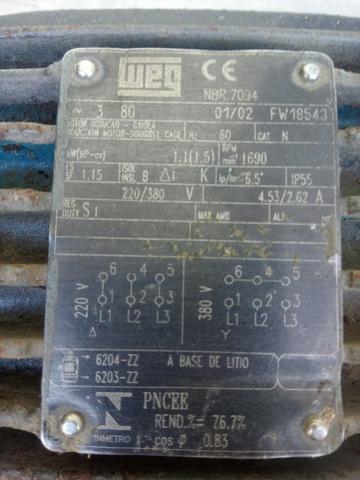 WEG CE
NBR.7094
~ 3 80 01/02 FW18543
MOTOR INDUCAO - GAIOLA
INDUCTION MOTOR-SQUIRREL CAGE Hz 60 CAT N
kW(HP-cv) 1.1(1.5) RPM min 1690
SF 1.15 ISOL INSL B Δt K Ip/In 6.5 IP55
220/380 V 4.53/2.62 A
REG DUTY S1 MAX AMB ALT
6 4 5 6 4 5
220 V 1 2 3 380 V 1 2 3
L1 L2 L3 L1 L2 L3
Δ Y
→ 6204-ZZ A BASE DE LITIO
→ 6203-ZZ
PNCEE
REND.%= 76.7%
INMETRO cos φ 0.83